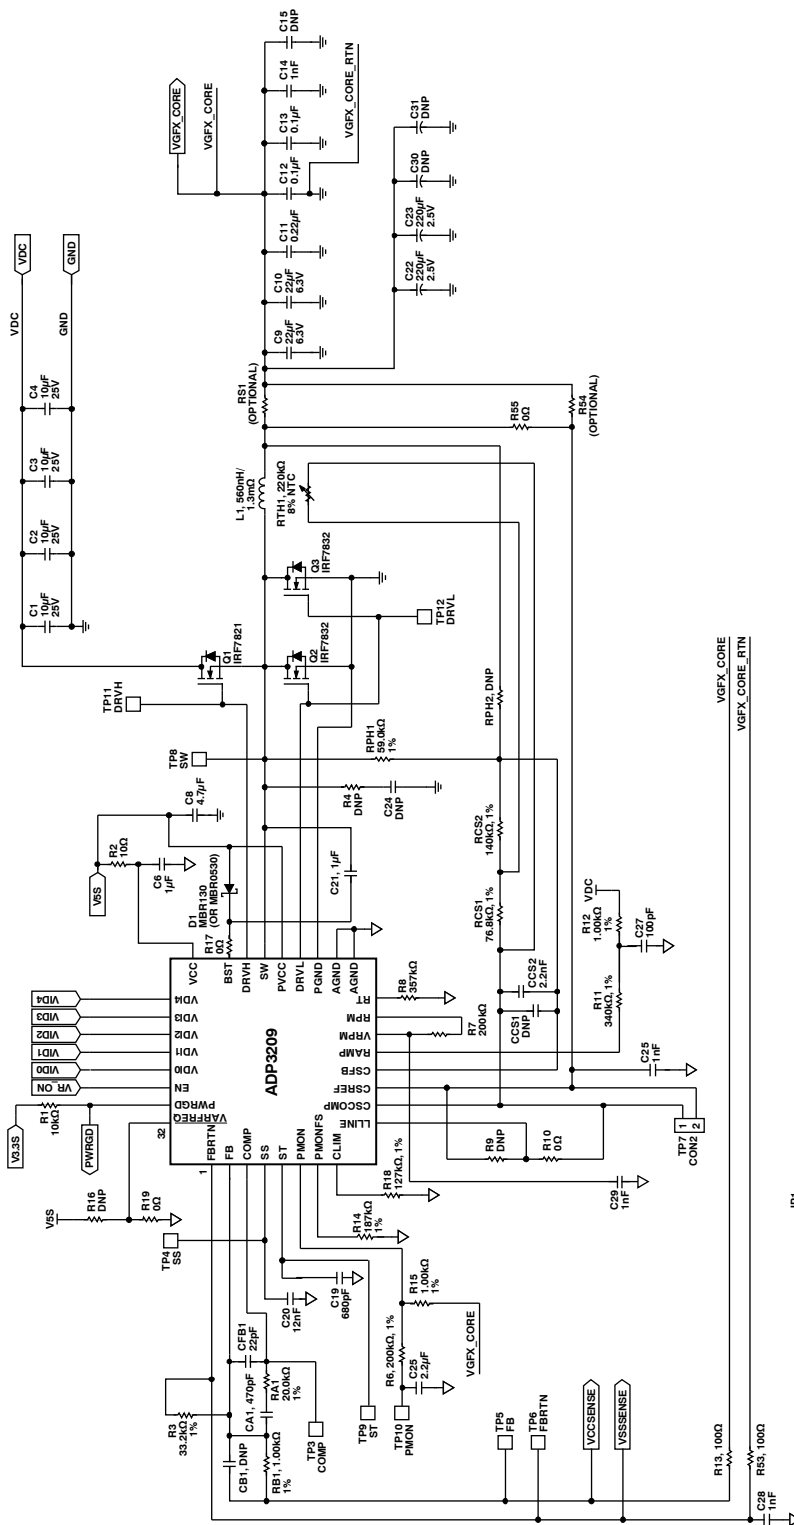 C15
DNP
C14
1nF
C13
0.1µF
C12
0.1µF
C11
0.22µF
C10
22µF
6.3V
C9
22µF
6.3V
VGFX_CORE
VGFX_CORE
VGFX_CORE_RTN
C31
DNP
C30
DNP
C23
220µF
2.5V
C22
220µF
2.5V
VDC
GND
VDC
GND
C4
10µF
25V
C3
10µF
25V
C2
10µF
25V
C1
10µF
25V
RS1
(OPTIONAL)
R54
(OPTIONAL)
R55
0Ω
L1, 560nH/
1.3mΩ
RTH1, 220kΩ
8% NTC
Q3
IRF7832
Q1
IRF7821
Q2
IRF7832
TP12
DRVL
TP11
DRVH
TP8
SW
RPH1
59.0kΩ
1%
RPH2, DNP
R4
DNP
C24
DNP
C8
4.7µF
V5S
R2
10Ω
C6
1µF
D1
MBR130
(OR MBR0530)
R17
0Ω
C21, 1µF
RCS2
140kΩ, 1%
RCS1
76.8kΩ, 1%
CCS2
2.2nF
CCS1
DNP
VDC
R12
1.00kΩ
1%
C27
100pF
R11
340kΩ, 1%
R8
357kΩ
R7
200kΩ
C25
1nF
VID4
VID3
VID2
VID1
VID0
VR_ON
V3.3S
R1
10kΩ
PWRGD
ADP3209
VCC
BST
DRVH
SW
PVCC
DRVL
PGND
AGND
AGND
VDI4
VDI3
VDI2
VDI1
VDI0
EN
PWRGD
VARFREQ
32
1
FBRTN
FB
COMP
SS
ST
PMON
PMONFS
CLIM
RT
RPM
VRPM
RAMP
CSFB
CSREF
CSCOMP
LLINE
V5S
R16
DNP
R19
0Ω
TP4
SS
R9
DNP
R10
0Ω
TP7
CON2
1
2
C29
1nF
R18
127kΩ, 1%
R14
187kΩ
1%
C19
680pF
C20
12nF
CFB1
22pF
CA1, 470pF
RA1
20.0kΩ
1%
R3
33.2kΩ
1%
CB1, DNP
RB1, 1.00kΩ
1%
TP3
COMP
TP9
ST
TP10
PMON
R15
1.00kΩ
1%
R6, 200kΩ, 1%
C25
2.2µF
VGFX_CORE
TP5
FB
TP6
FBRTN
VCCSENSE
VSSSENSE
R13, 100Ω
R53, 100Ω
C28
1nF
VGFX_CORE
VGFX_CORE_RTN